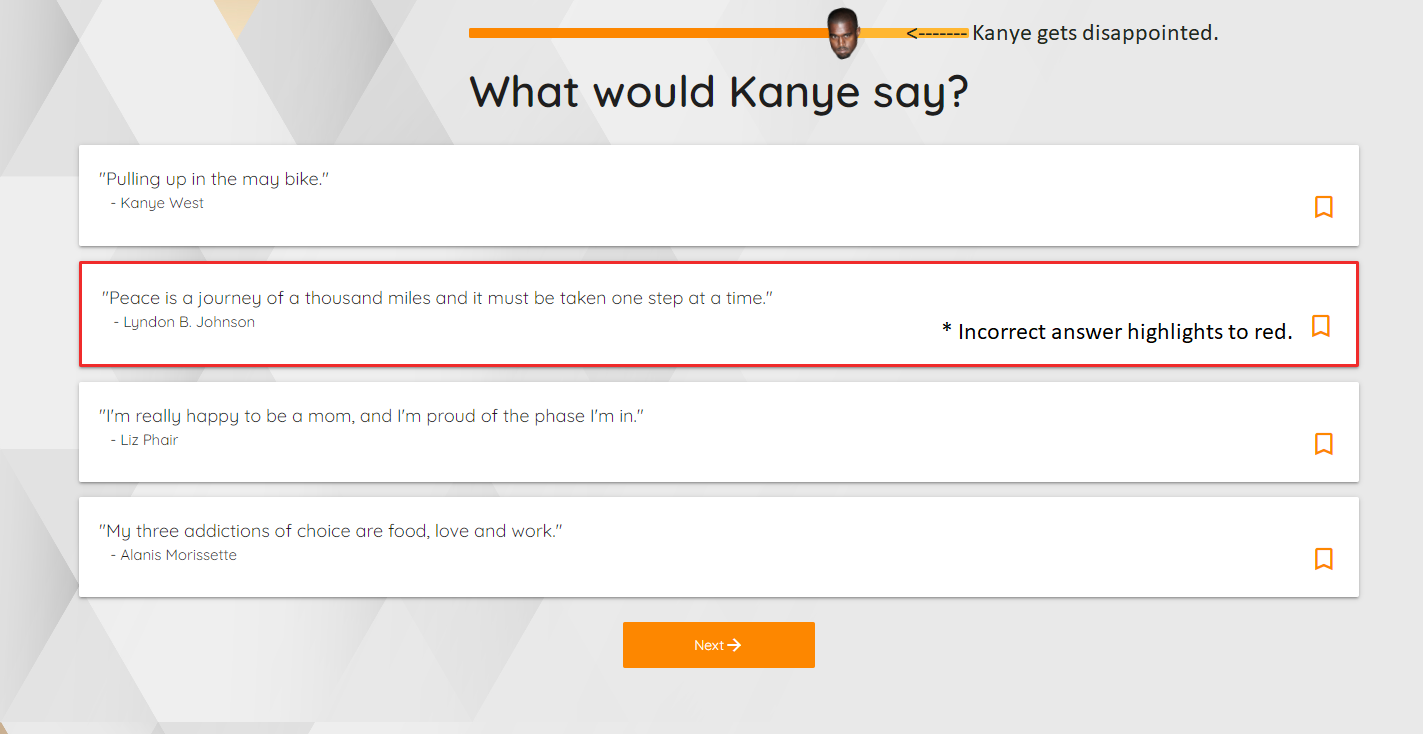 <------- Kanye gets disappointed.
What would Kanye say?
"Pulling up in the may bike."
- Kanye West
"Peace is a journey of a thousand miles and it must be taken one step at a time."
- Lyndon B. Johnson
* Incorrect answer highlights to red.
"I'm really happy to be a mom, and I'm proud of the phase I'm in."
- Liz Phair
"My three addictions of choice are food, love and work."
- Alanis Morissette
Next